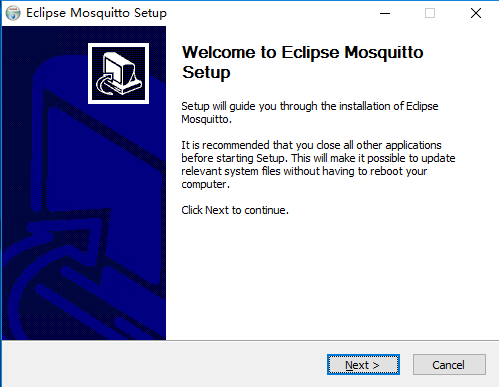 Eclipse Mosquitto Setup
Welcome to Eclipse Mosquitto
Setup
Setup will guide you through the installation of Eclipse
Mosquitto.
It is recommended that you close all other applications
before starting Setup. This will make it possible to update
relevant system files without having to reboot your
computer.
Click Next to continue.
Next >
Cancel